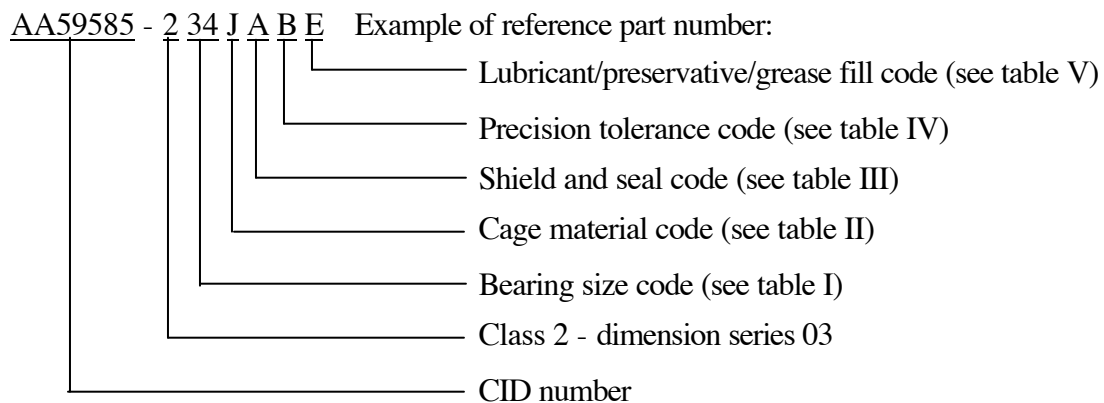 AA59585 - 2 34 J A B E Example of reference part number:
Lubricant/preservative/grease fill code (see table V)
Precision tolerance code (see table IV)
Shield and seal code (see table III)
Cage material code (see table II)
Bearing size code (see table I)
Class 2 - dimension series 03
CID number